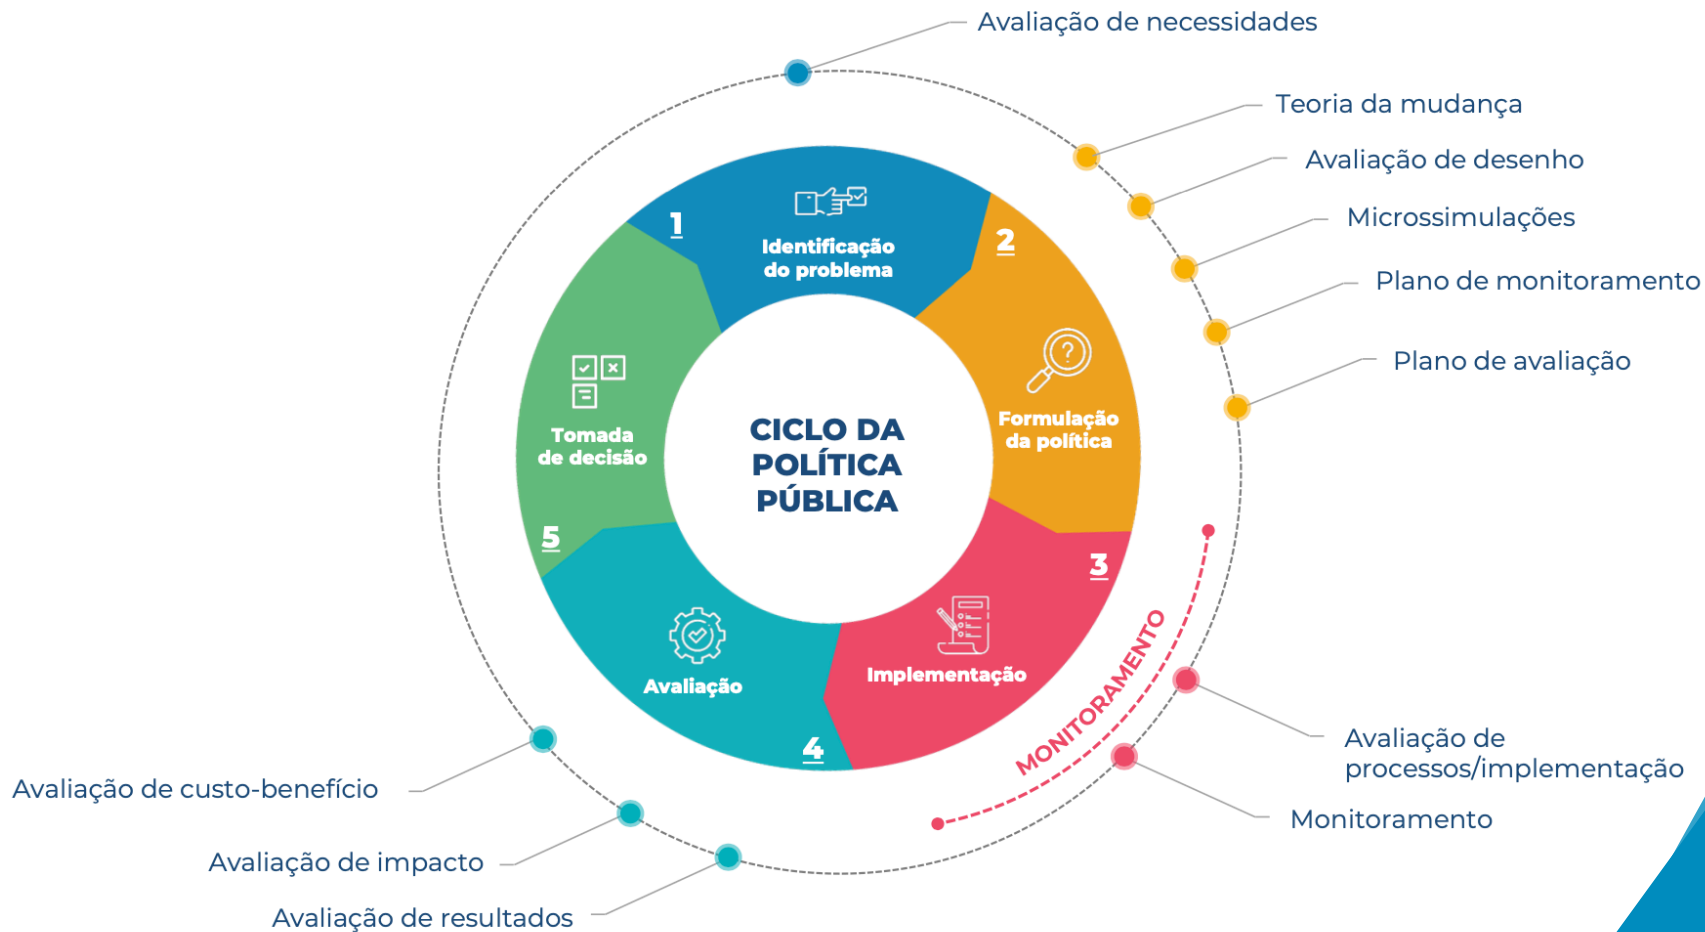 Avaliação de necessidades
Teoria da mudança
Avaliação de desenho
Microssimulações
Plano de monitoramento
Plano de avaliação
1
Identificação
do problema
2
Formulação
da política
CICLO DA
POLÍTICA
PÚBLICA
Tomada
de decisão
5
3
Implementação
MONITORAMENTO
Avaliação
4
Avaliação de
processos/implementação
Monitoramento
Avaliação de custo-benefício
Avaliação de impacto
Avaliação de resultados